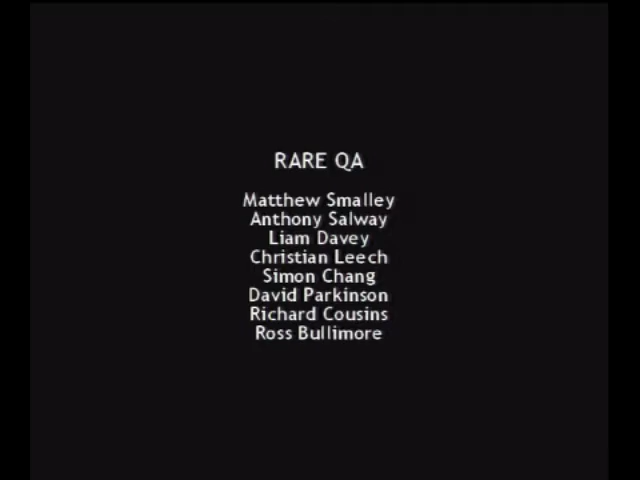 RARE QA
Matthew Smalley
Anthony Salway
Liam Davey
Christian Leech
Simon Chang
David Parkinson
Richard Cousins
Ross Bullimore